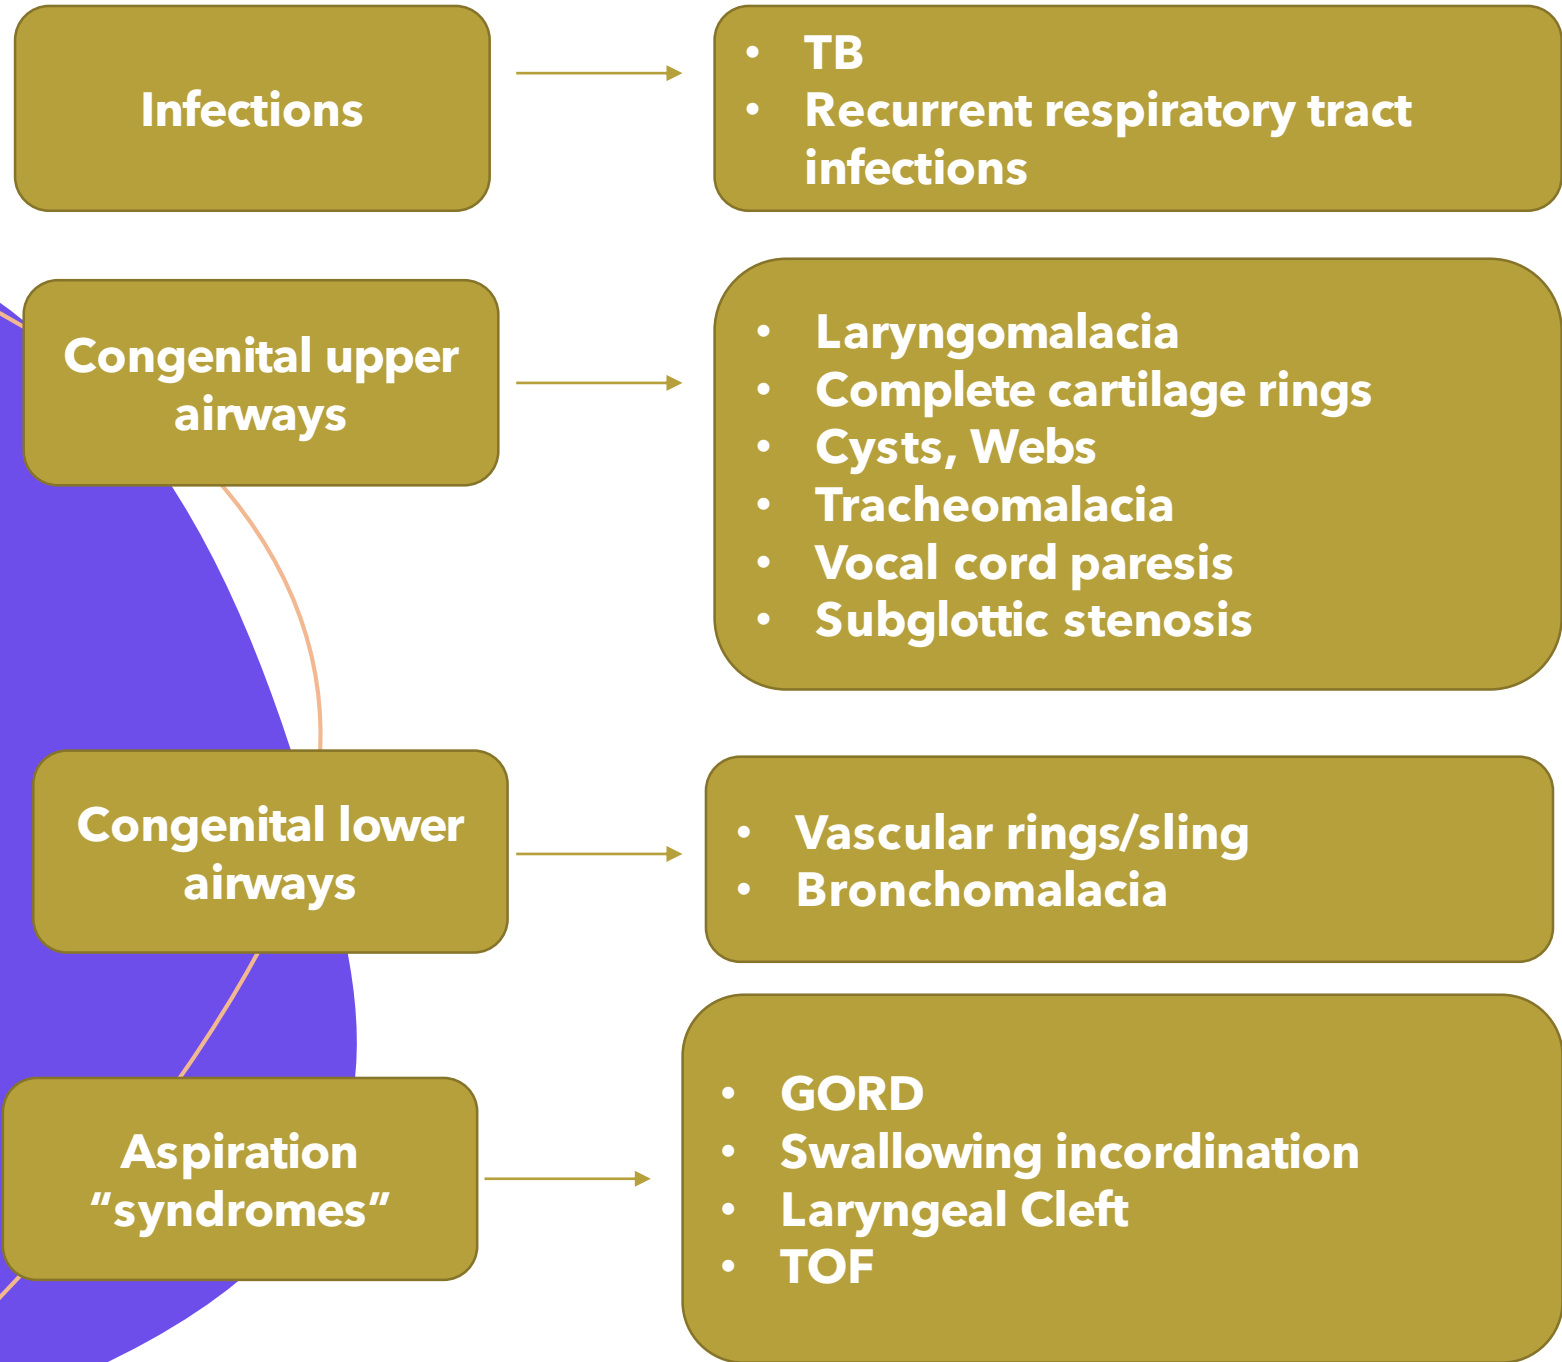 Infections
• TB
• Recurrent respiratory tract
infections
Congenital upper
airways
• Laryngomalacia
• Complete cartilage rings
• Cysts, Webs
• Tracheomalacia
• Vocal cord paresis
• Subglottic stenosis
Congenital lower
airways
• Vascular rings/sling
• Bronchomalacia
Aspiration
“syndromes”
• GORD
• Swallowing incordination
• Laryngeal Cleft
• TOF